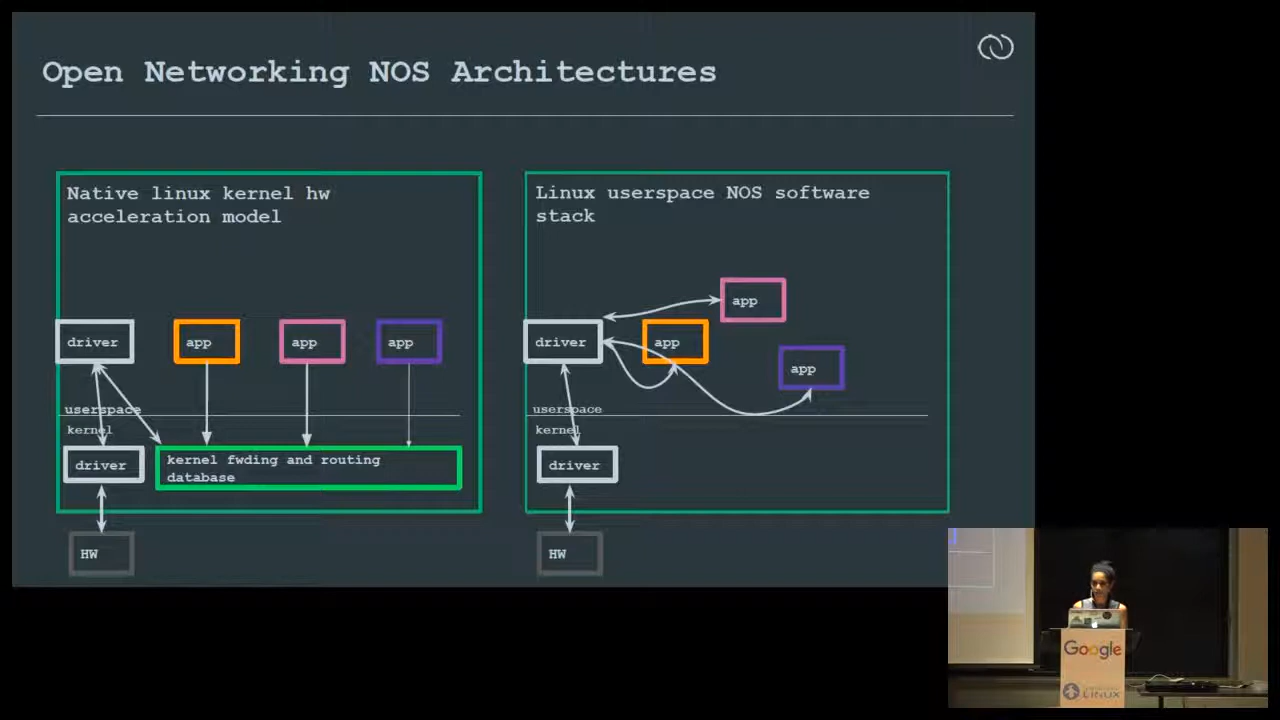 Open Networking NOS Architectures
Native linux kernel hw
acceleration model
driver
app
app
app
userspace
kernel
driver
kernel fwding and routing
database
HW
Linux userspace NOS software
stack
app
driver
app
app
userspace
kernel
driver
HW
Google
LINUX